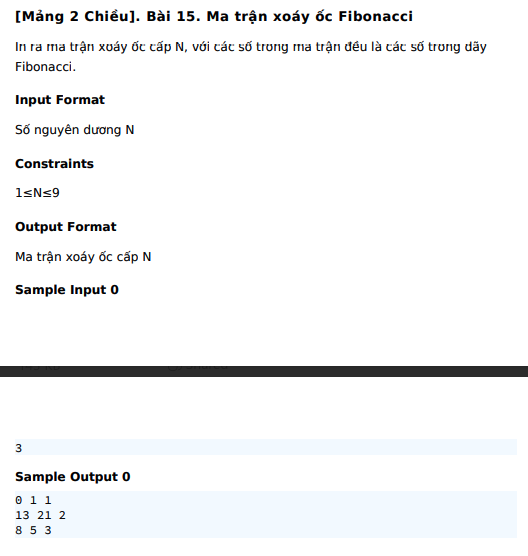 [Mảng 2 Chiều]. Bài 15. Ma trận xoáy ốc Fibonacci
In ra ma trận xoáy ốc cấp N, với các số trong ma trận đều là các số trong dãy
Fibonacci.
Input Format
Số nguyên dương N
Constraints
1≤N≤9
Output Format
Ma trận xoáy ốc cấp N
Sample Input 0
3
Sample Output 0
0 1 1
13 21 2
8 5 3